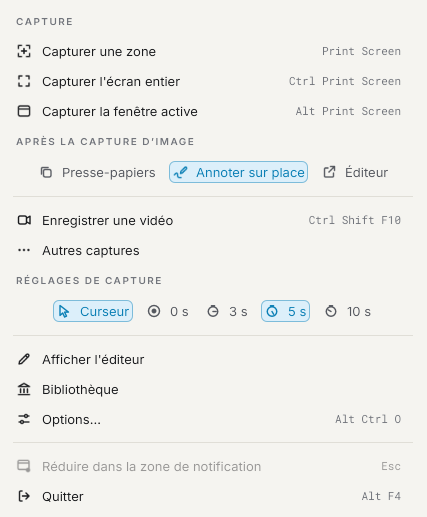 CAPTURE
Capturer une zone Print Screen
Capturer l'écran entier Ctrl Print Screen
Capturer la fenêtre active Alt Print Screen
APRÈS LA CAPTURE D'IMAGE
Presse-papiers Annoter sur place Éditeur
Enregistrer une vidéo Ctrl Shift F10
Autres captures
RÉGLAGES DE CAPTURE
Curseur 0 s 3 s 5 s 10 s
Afficher l'éditeur
Bibliothèque
Options... Alt Ctrl O
Réduire dans la zone de notification Esc
Quitter Alt F4